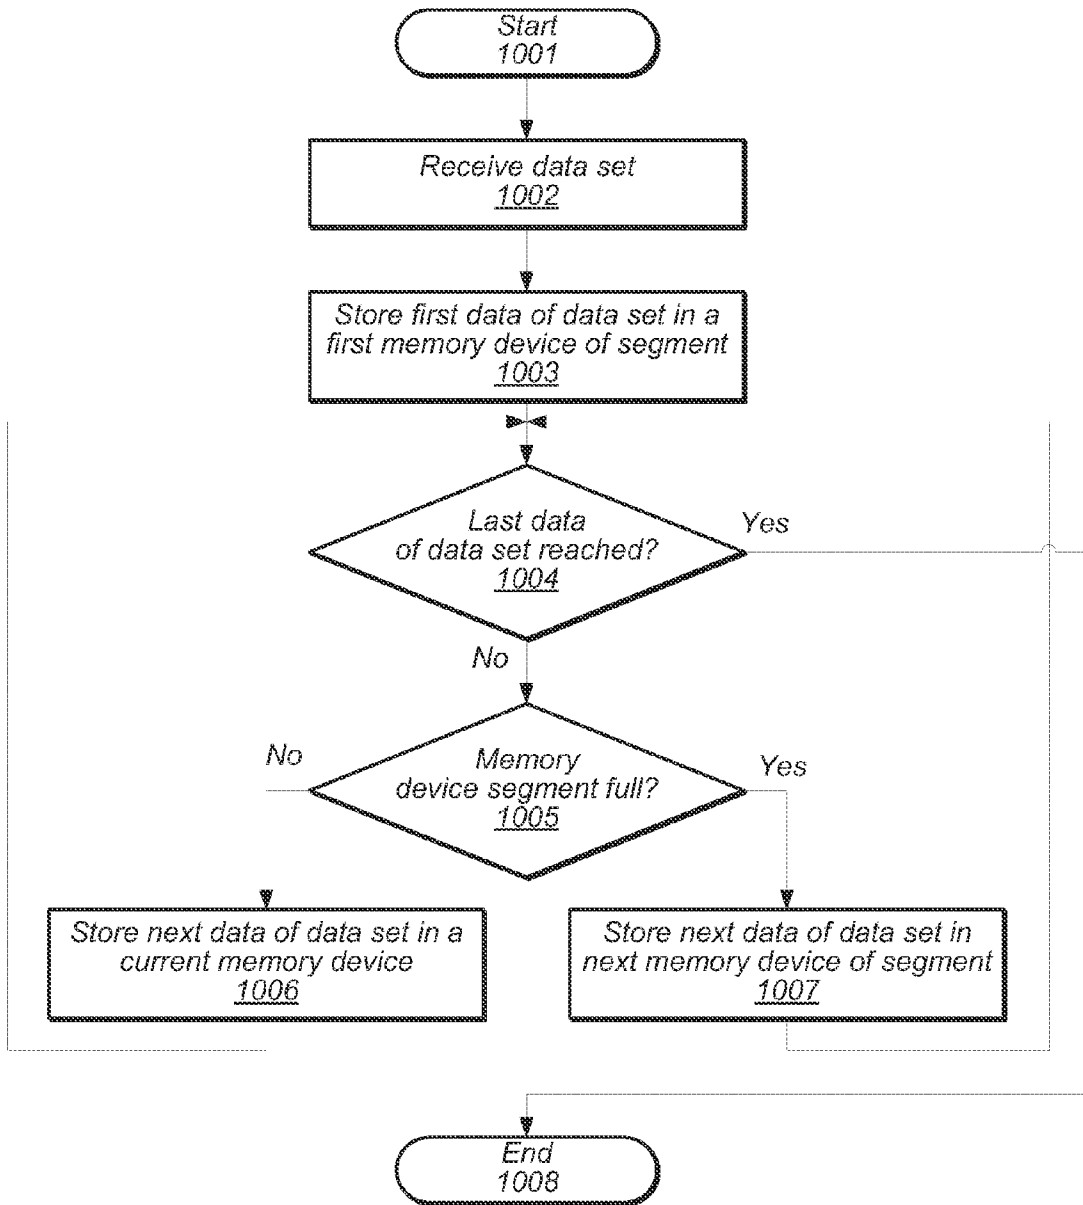 Start
1001
Receive data set
1002
Store first data of data set in a
first memory device of segment
1003
Last data
of data set reached?
1004
Yes
No
Memory
device segment full?
1005
No
Yes
Store next data of data set in a
current memory device
1006
Store next data of data set in
next memory device of segment
1007
End
1008